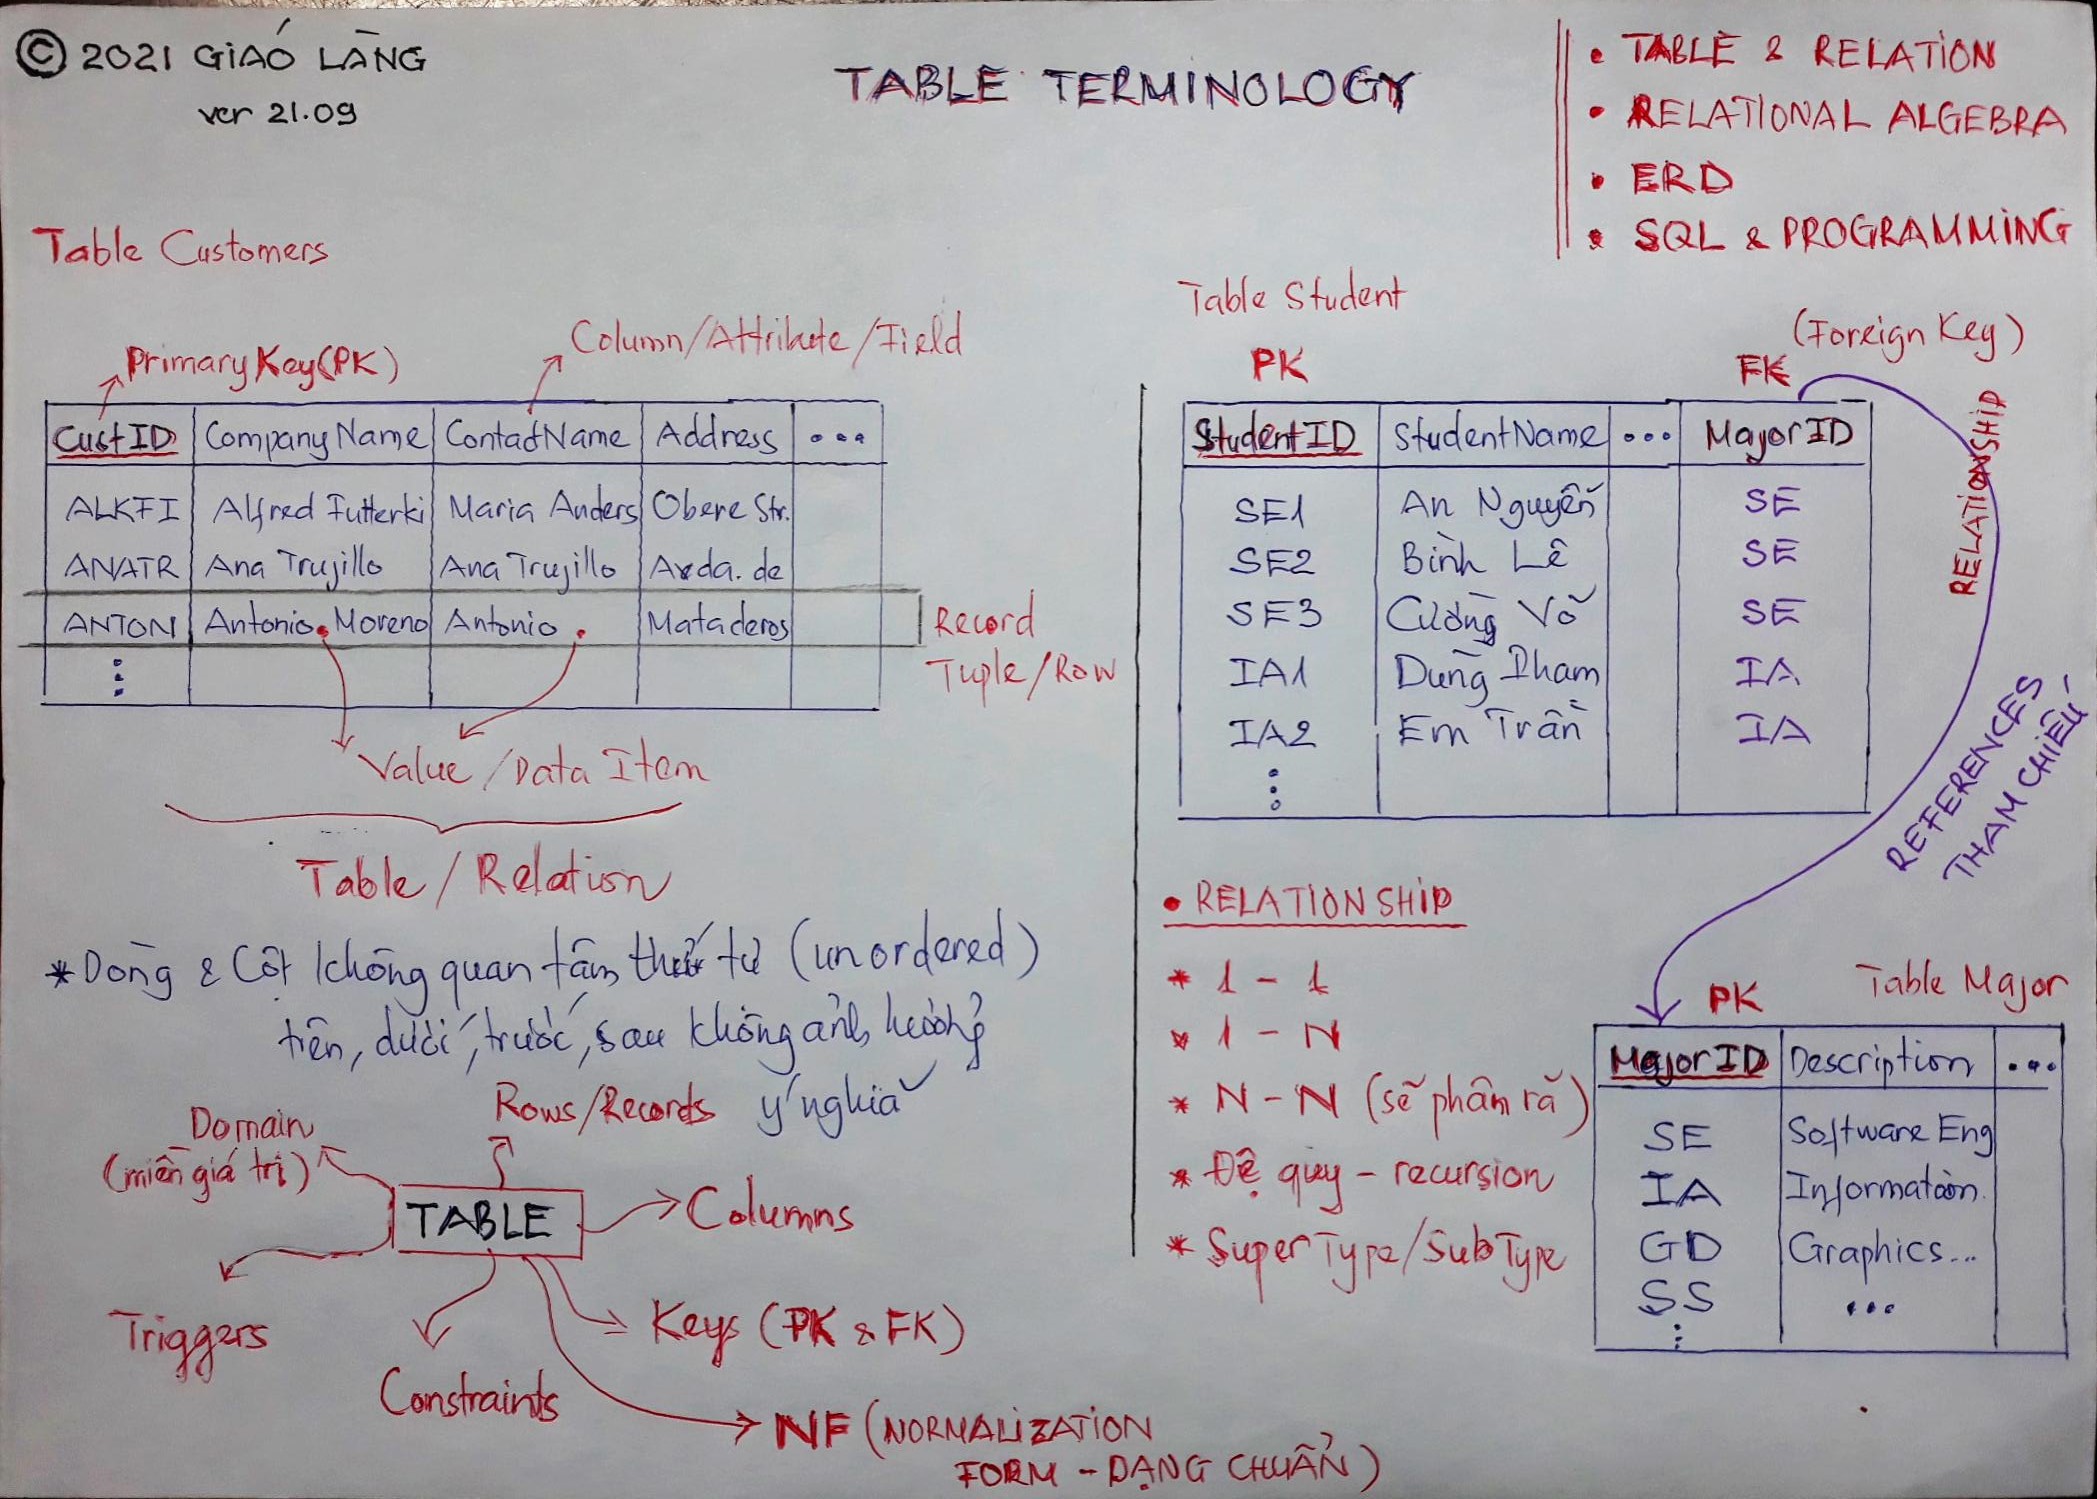 © 2021 GIÁO LÀNG
ver 21.09
TABLE TERMINOLOGY
• TABLE & RELATION
• RELATIONAL ALGEBRA
• ERD
• SQL & PROGRAMMING
Table Customers
Primary Key (PK)
Column/Attribute/Field
CustID CompanyName ContactName Address •••
ALKFI Alfred Futterki Maria Anders Obere Str.
ANATR Ana Trujillo Ana Trujillo Avda. de
ANTON Antonio Moreno Antonio Mataderos
Record
Tuple/Row
Value/Data Item
Table/Relation
* Dòng & Cột không quan tâm thứ tự (unordered)
trên, dưới, trước, sau không ảnh hưởng
ý nghĩa
Rows/Records
Domain
(miền giá trị)
TABLE
Columns
Triggers
Constraints
Keys (PK & FK)
NF (NORMALIZATION
FORM - DẠNG CHUẨN)
Table Student
PK
FK
(Foreign Key)
StudentID StudentName ••• MajorID
SE1 An Nguyễn SE
SE2 Bình Lê SE
SE3 Cường Võ SE
IA1 Dũng Phạm IA
IA2 Em Trần IA
RELATIONSHIP
REFERENCES
THAM CHIẾU
• RELATIONSHIP
* 1 - 1
* 1 - N
* N - N (sẽ phân rã)
* Đệ quy - recursion
* SuperType/SubType
PK
Table Major
MajorID Description •••
SE Software Eng
IA Information.
GD Graphics...
SS ...